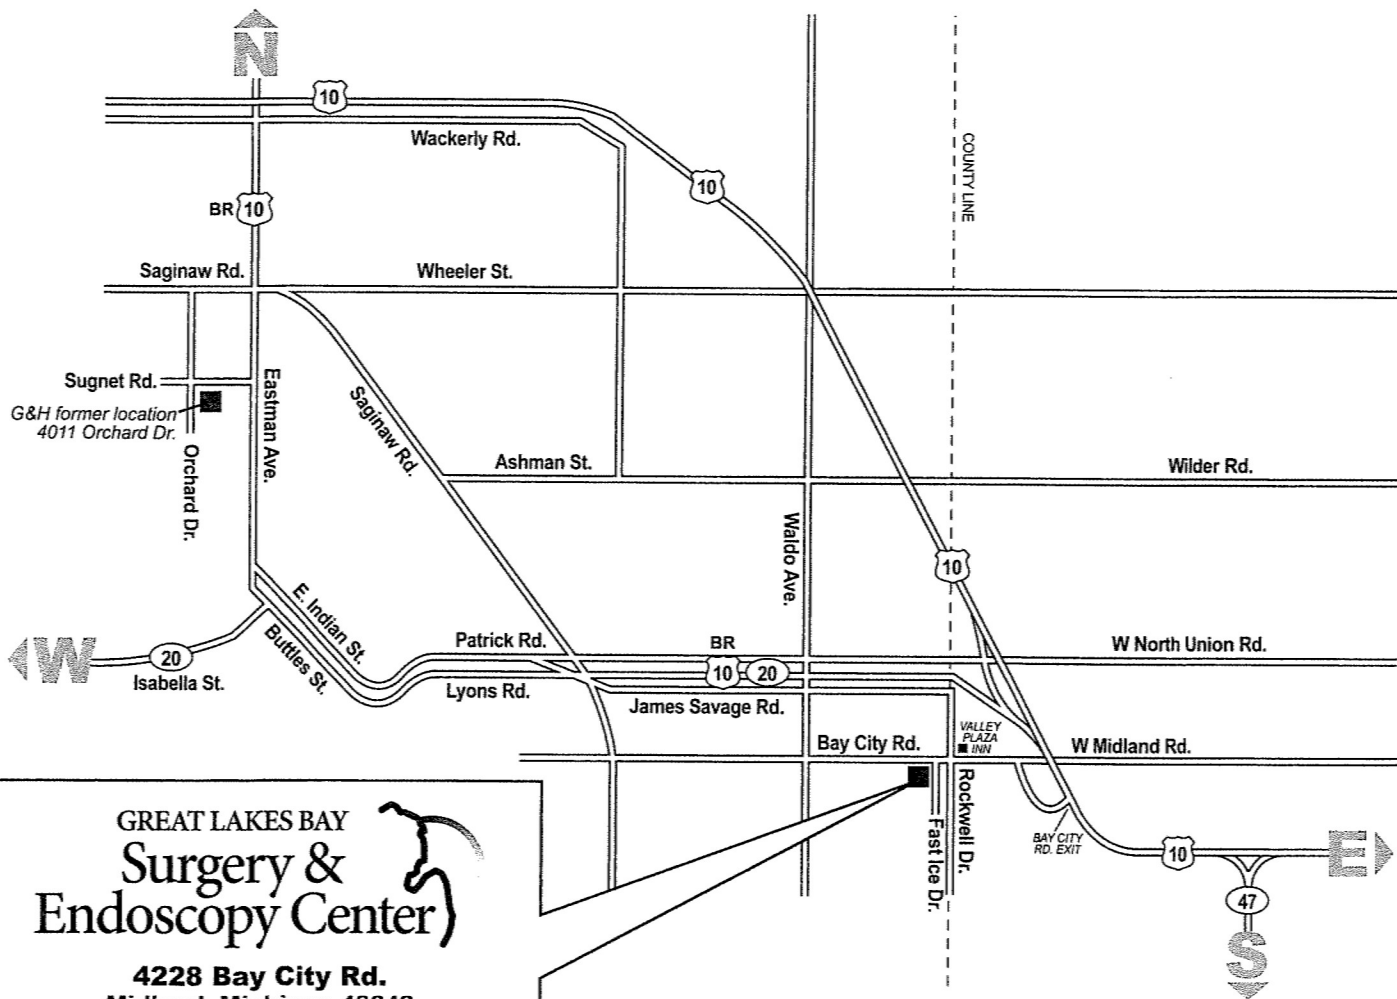 N
10
Wackerly Rd.
10
COUNTY LINE
BR 10
Saginaw Rd.
Wheeler St.
Sugnet Rd.
G&H former location
4011 Orchard Dr.
Orchard Dr.
Eastman Ave.
Saginaw Rd.
Ashman St.
Wilder Rd.
Waldo Ave.
10
E. Indian St.
Buttles St.
W
20
Isabella St.
Patrick Rd.
BR
10 20
W North Union Rd.
Lyons Rd.
James Savage Rd.
Bay City Rd.
VALLEY
PLAZA
INN
W Midland Rd.
Rockwell Dr.
Fast Ice Dr.
BAY CITY
RD. EXIT
10
E
47
S
GREAT LAKES BAY
Surgery &
Endoscopy Center
4228 Bay City Rd.